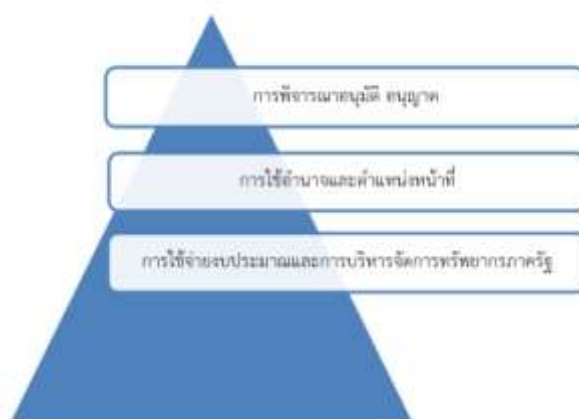 การพิจารณาอนุมัติ อนุญาต
การใช้อำนาจและตำแหน่งหน้าที่
การใช้จ่ายงบประมาณและการบริหารจัดการทรัพยากรภาครัฐ